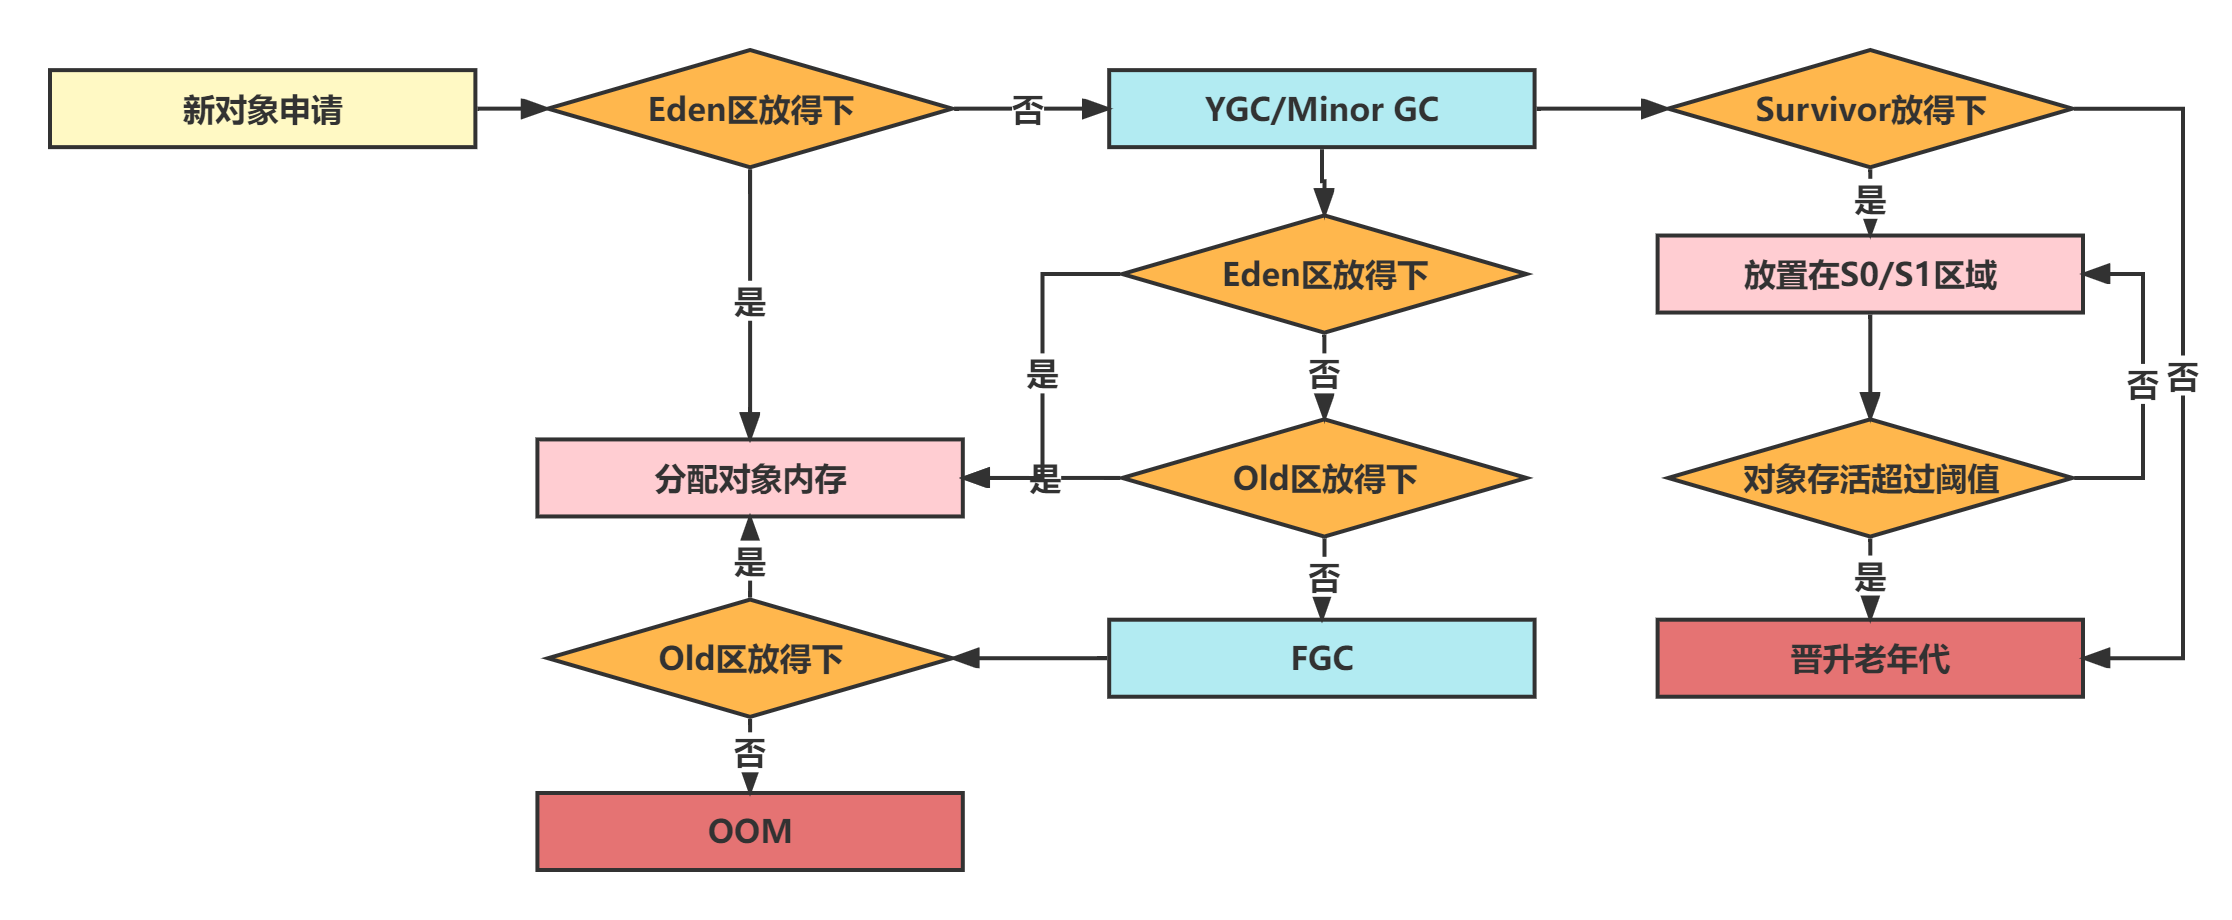 新对象申请
Eden区放得下
否
YGC/Minor GC
Survivor放得下
是
Eden区放得下
放置在S0/S1区域
是
是
否
否
否
分配对象内存
是
Old区放得下
对象存活超过阈值
是
否
是
Old区放得下
FGC
晋升老年代
否
OOM